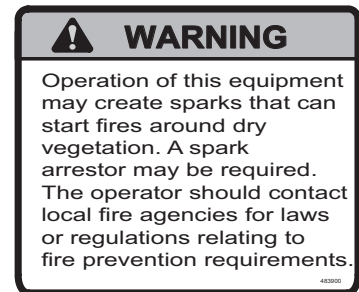 WARNING
Operation of this equipment
may create sparks that can
start fires around dry
vegetation. A spark
arrestor may be required.
The operator should contact
local fire agencies for laws
or regulations relating to
fire prevention requirements.
483900